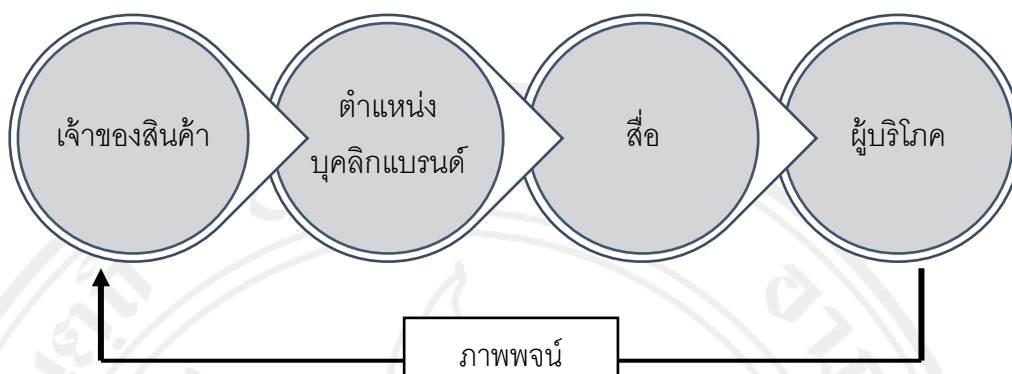 เจ้าของสินค้า
ตำแหน่ง
บุคลิกแบรนด์
สื่อ
ผู้บริโภค
ภาพพจน์